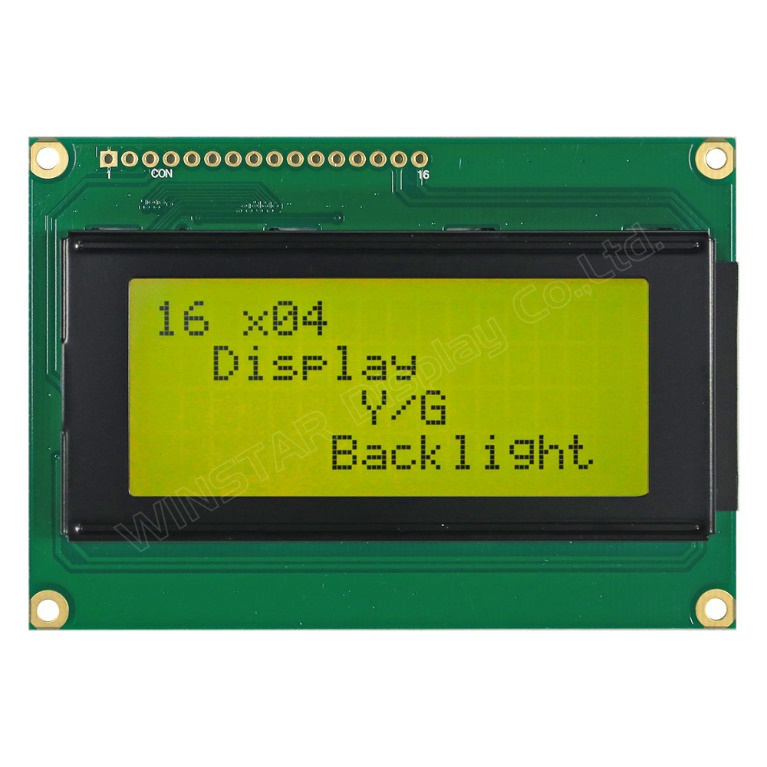 1 CON 16
16 x04
Display
Y/G
Backlight
WINSTAR Display Co.,Ltd.